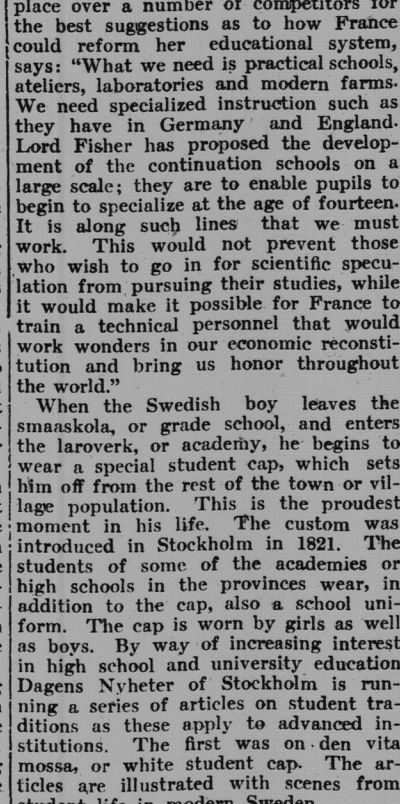 place over a number of competitors for
the best suggestions as to how France
could reform her educational system,
says: “What we need is practical schools,
ateliers, laboratories and modern farms.
We need specialized instruction such as
they have in Germany and England.
Lord Fisher has proposed the develop-
ment of the continuation schools on a
large scale; they are to enable pupils to
begin to specialize at the age of fourteen.
It is along such lines that we must
work. This would not prevent those
who wish to go in for scientific specu-
lation from pursuing their studies, while
it would make it possible for France to
train a technical personnel that would
work wonders in our economic reconsti-
tution and bring us honor throughout
the world.”
When the Swedish boy leaves the
smaaskola, or grade school, and enters
the laroverk, or academy, he begins to
wear a special student cap, which sets
him off from the rest of the town or vil-
lage population. This is the proudest
moment in his life. The custom was
introduced in Stockholm in 1821. The
students of some of the academies or
high schools in the provinces wear, in
addition to the cap, also a school uni-
form. The cap is worn by girls as well
as boys. By way of increasing interest
in high school and university education
Dagens Nyheter of Stockholm is run-
ning a series of articles on student tra-
ditions as these apply to advanced in-
stitutions. The first was on den vita
mossa, or white student cap. The ar-
ticles are illustrated with scenes from
student life in modern Sweden.